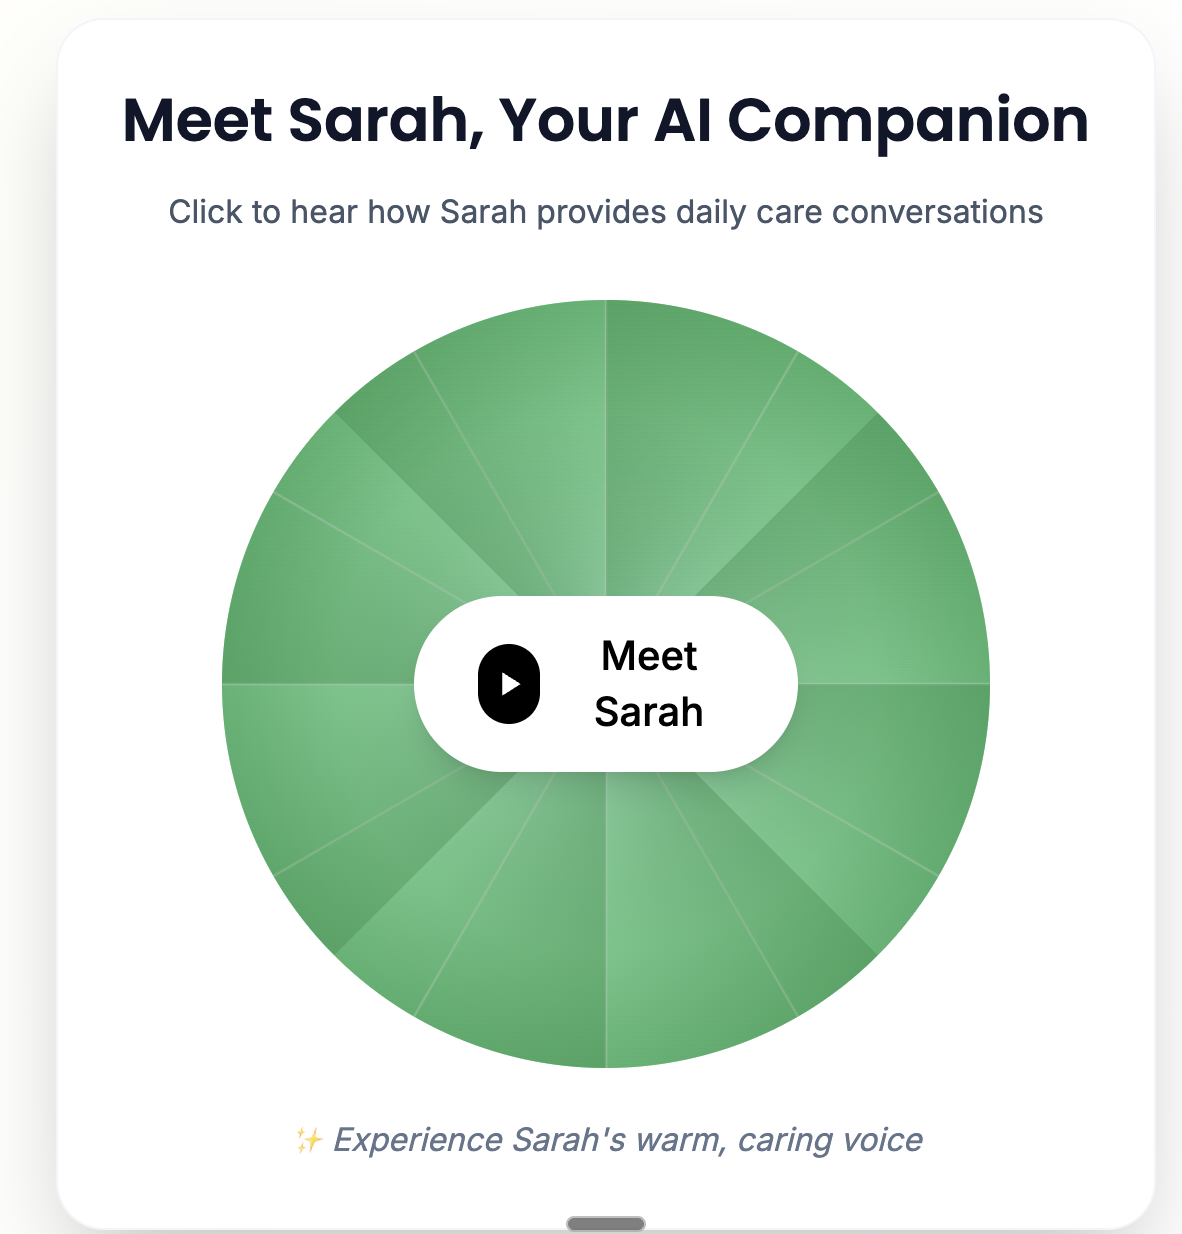 Meet Sarah, Your AI Companion
Click to hear how Sarah provides daily care conversations
Meet
Sarah
✨ Experience Sarah's warm, caring voice